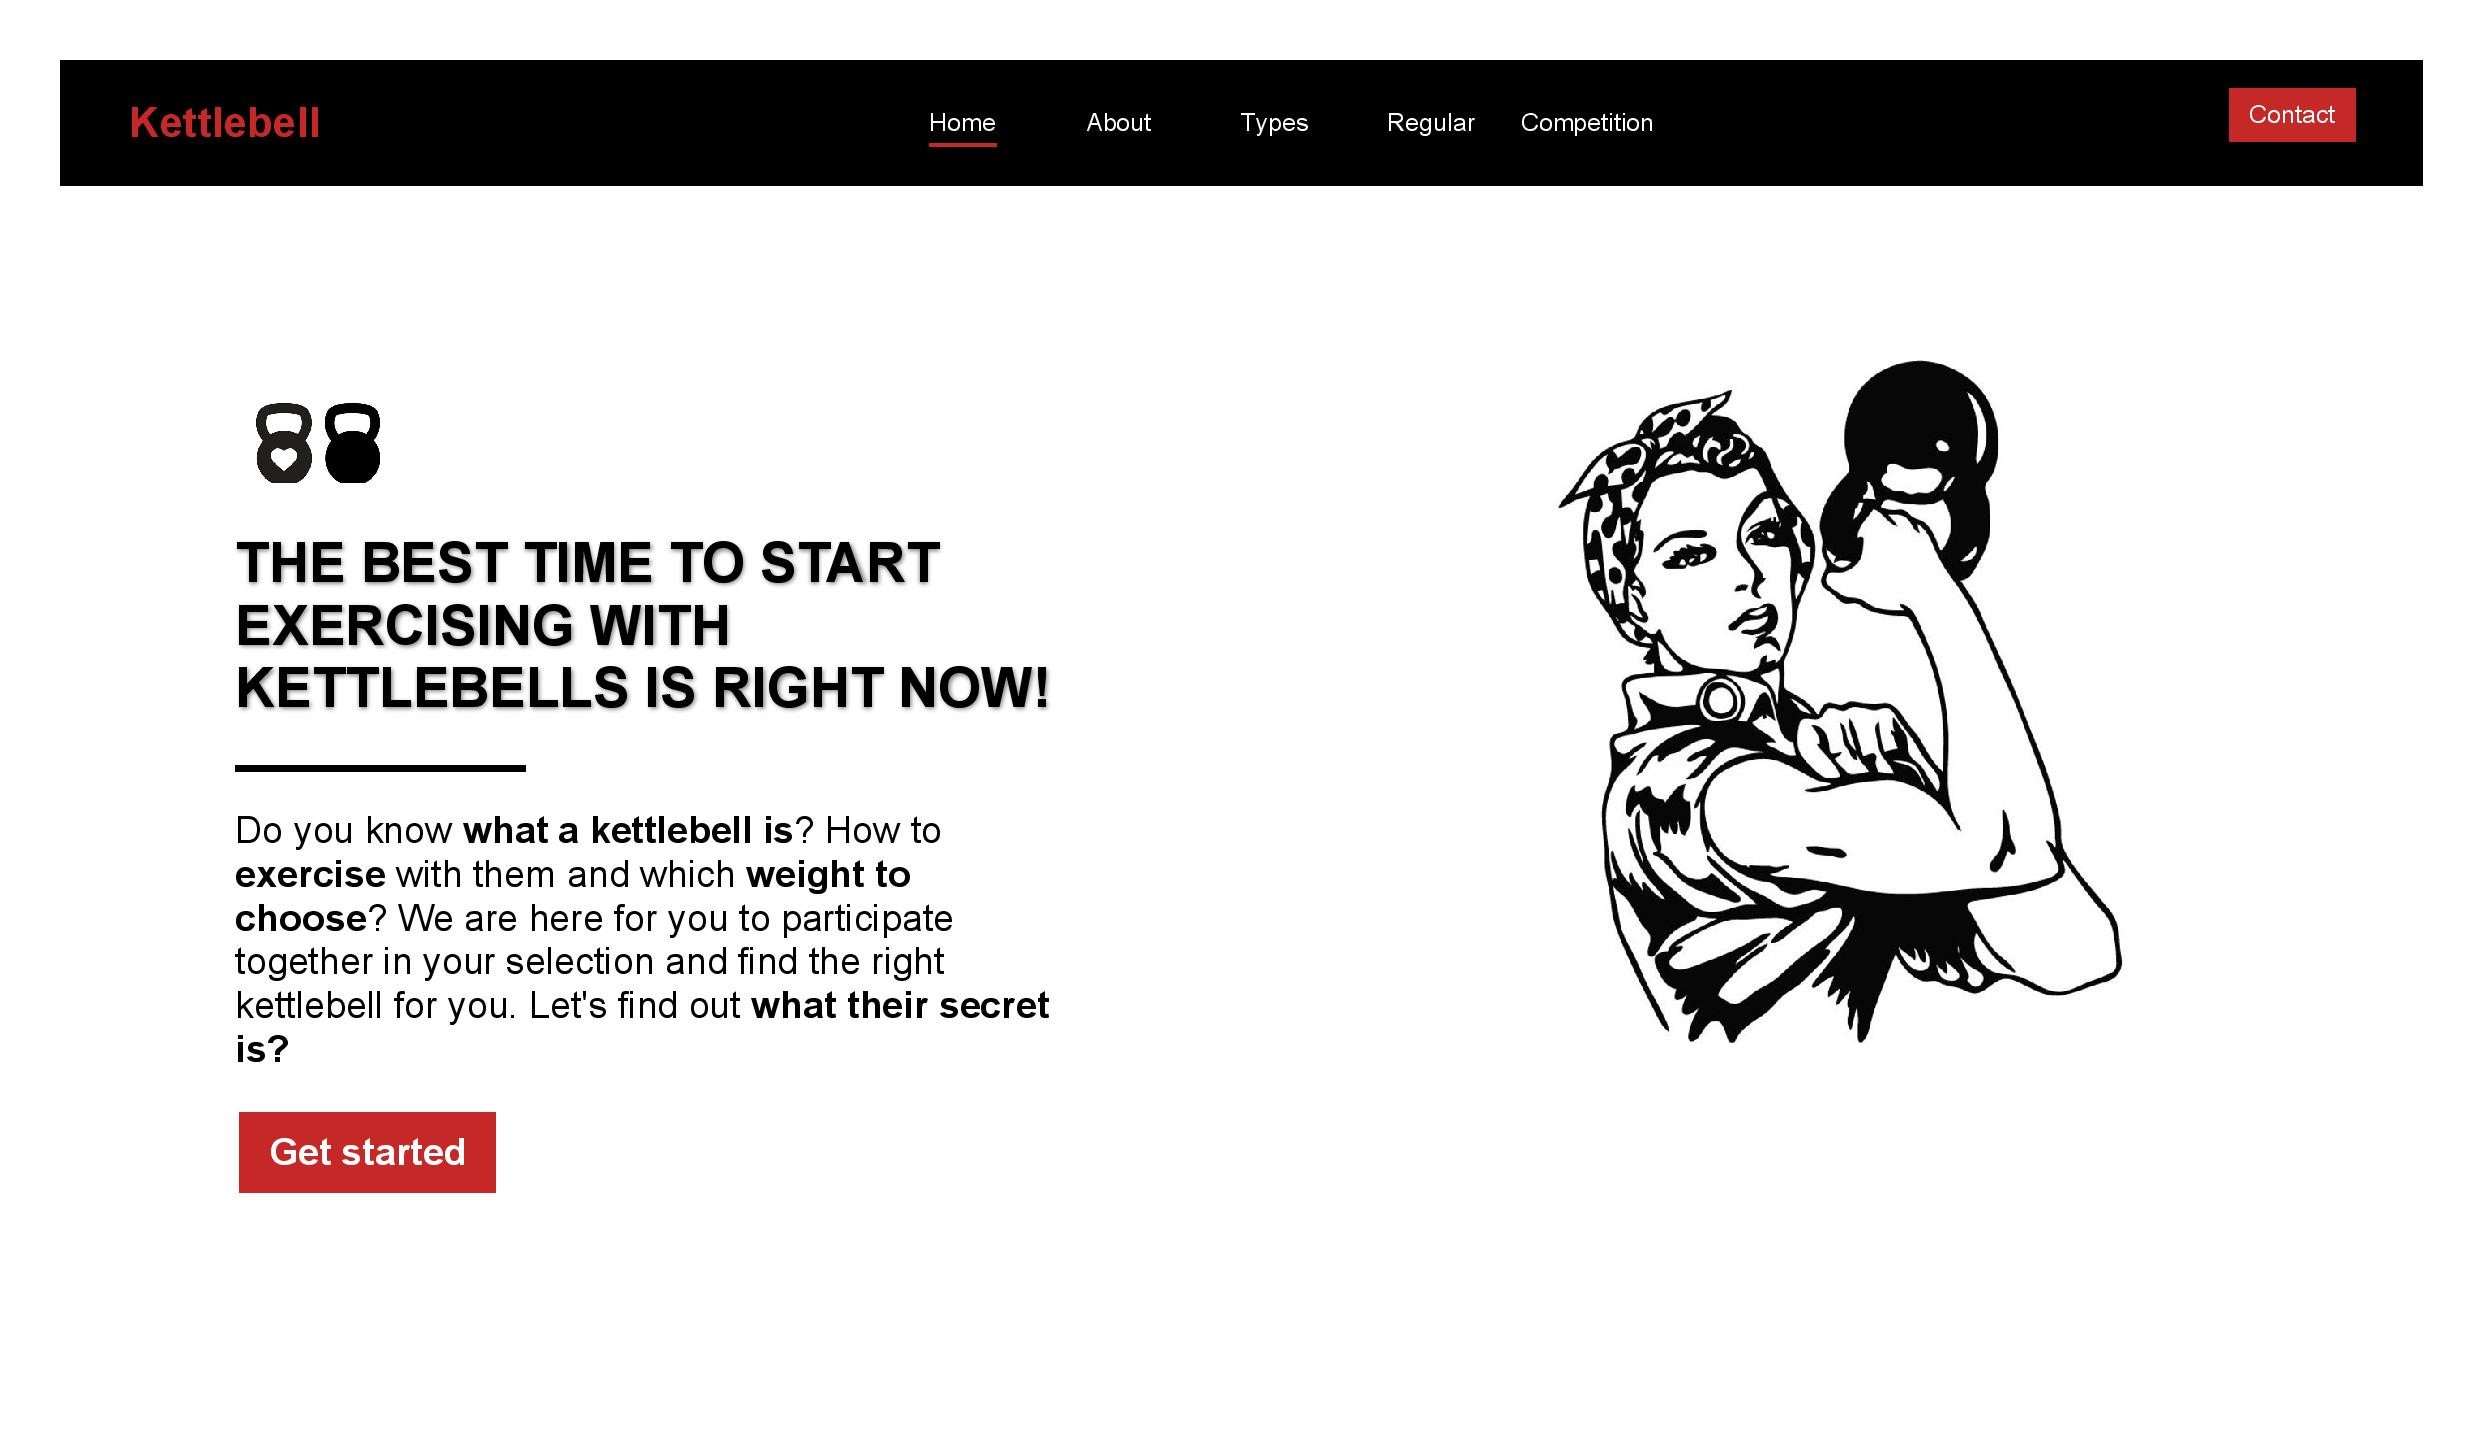 Kettlebell Home About Types Regular Competition Contact
THE BEST TIME TO START
EXERCISING WITH
KETTLEBELLS IS RIGHT NOW!
Do you know what a kettlebell is? How to
exercise with them and which weight to
choose? We are here for you to participate
together in your selection and find the right
kettlebell for you. Let's find out what their secret
is?
Get started